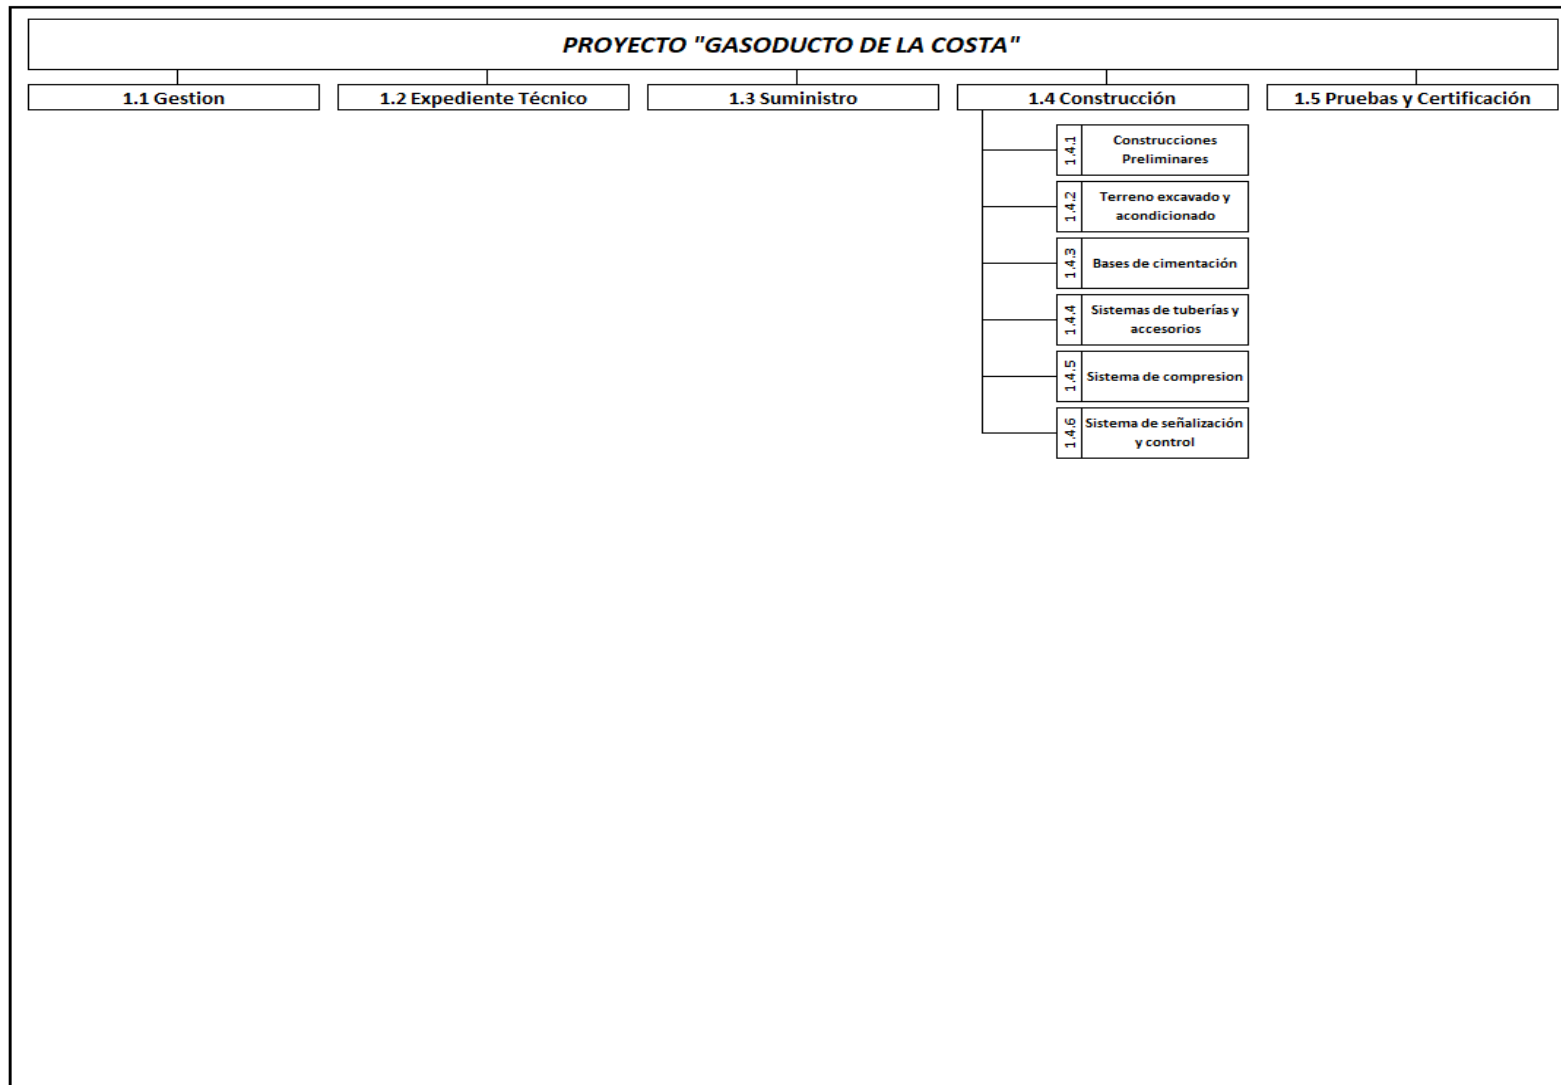 PROYECTO "GASODUCTO DE LA COSTA"
1.1 Gestion
1.2 Expediente Técnico
1.3 Suministro
1.4 Construcción
1.5 Pruebas y Certificación
1.4.1
Construcciones
Preliminares
1.4.2
Terreno excavado y
acondicionado
1.4.3
Bases de cimentación
1.4.4
Sistemas de tuberías y
accesorios
1.4.5
Sistema de compresion
1.4.6
Sistema de señalización
y control